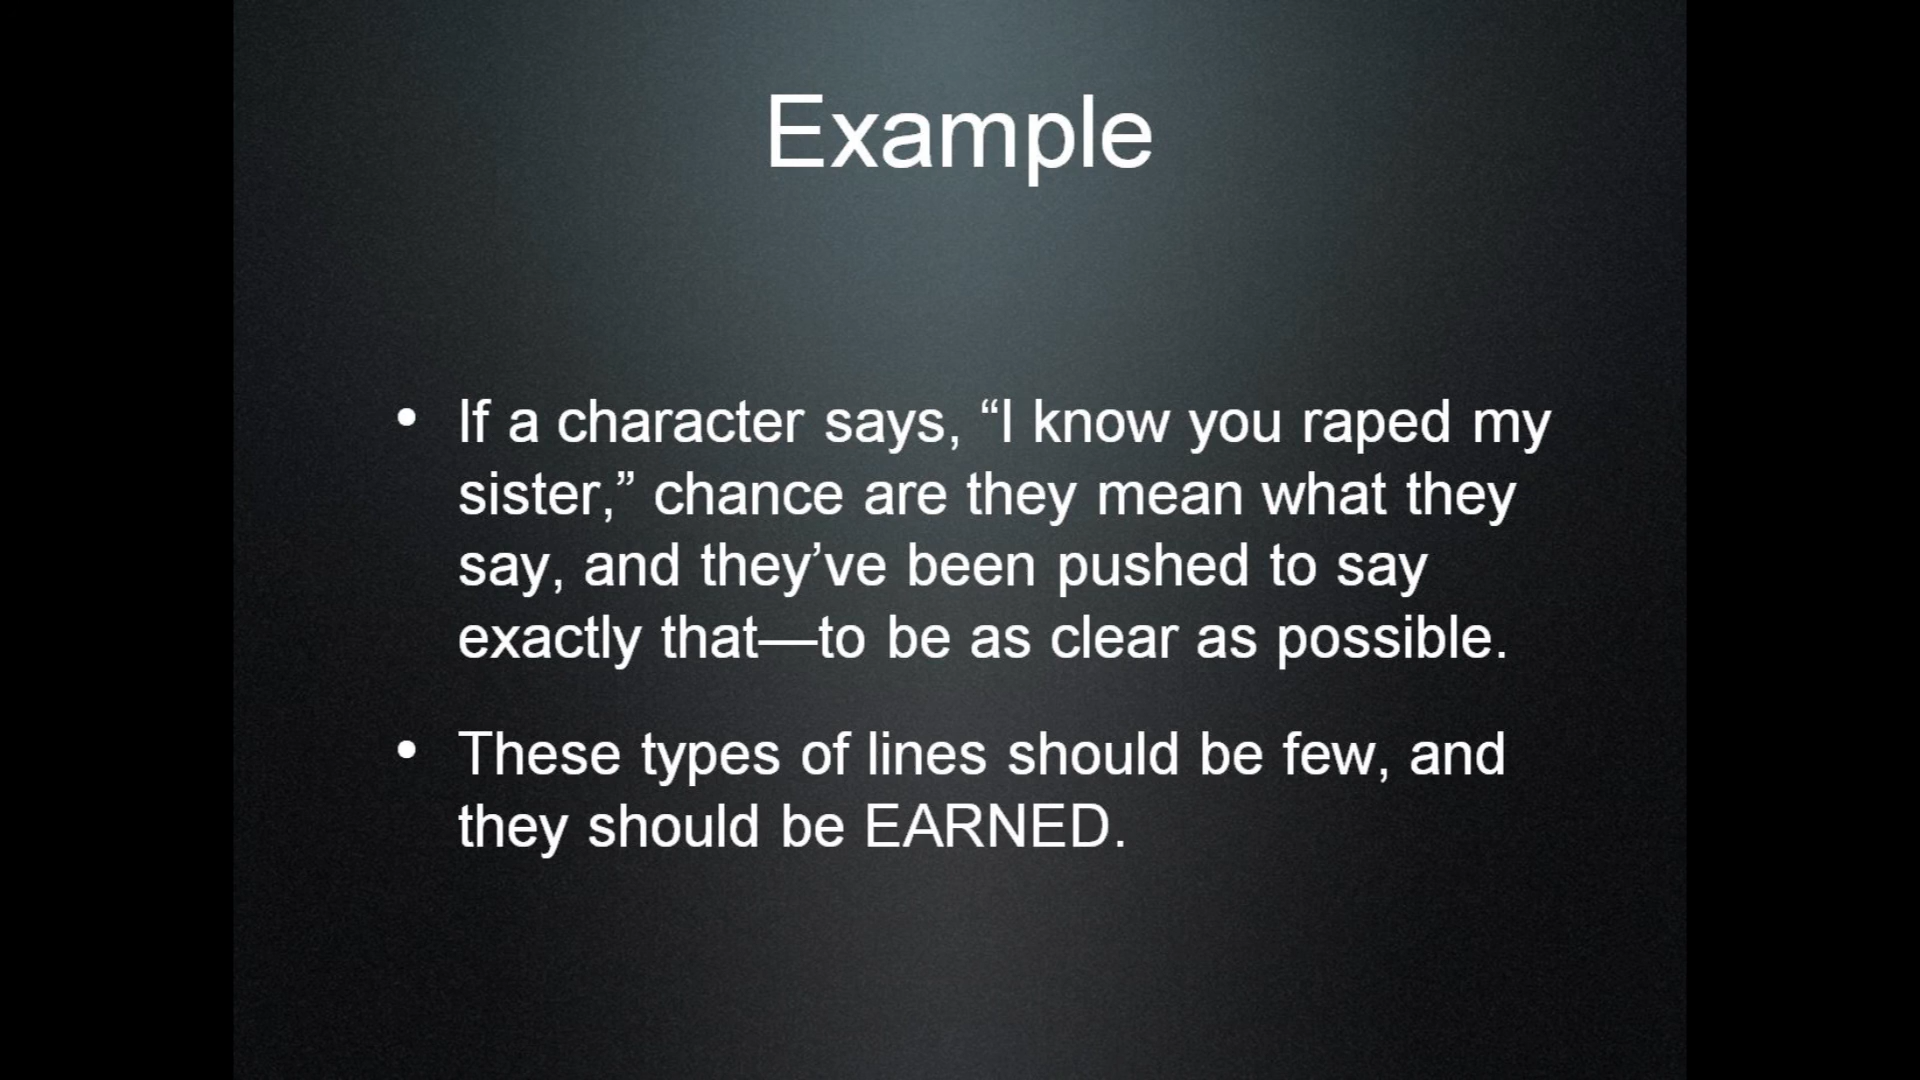 Example
• If a character says, “I know you raped my
sister,” chance are they mean what they
say, and they’ve been pushed to say
exactly that—to be as clear as possible.
• These types of lines should be few, and
they should be EARNED.